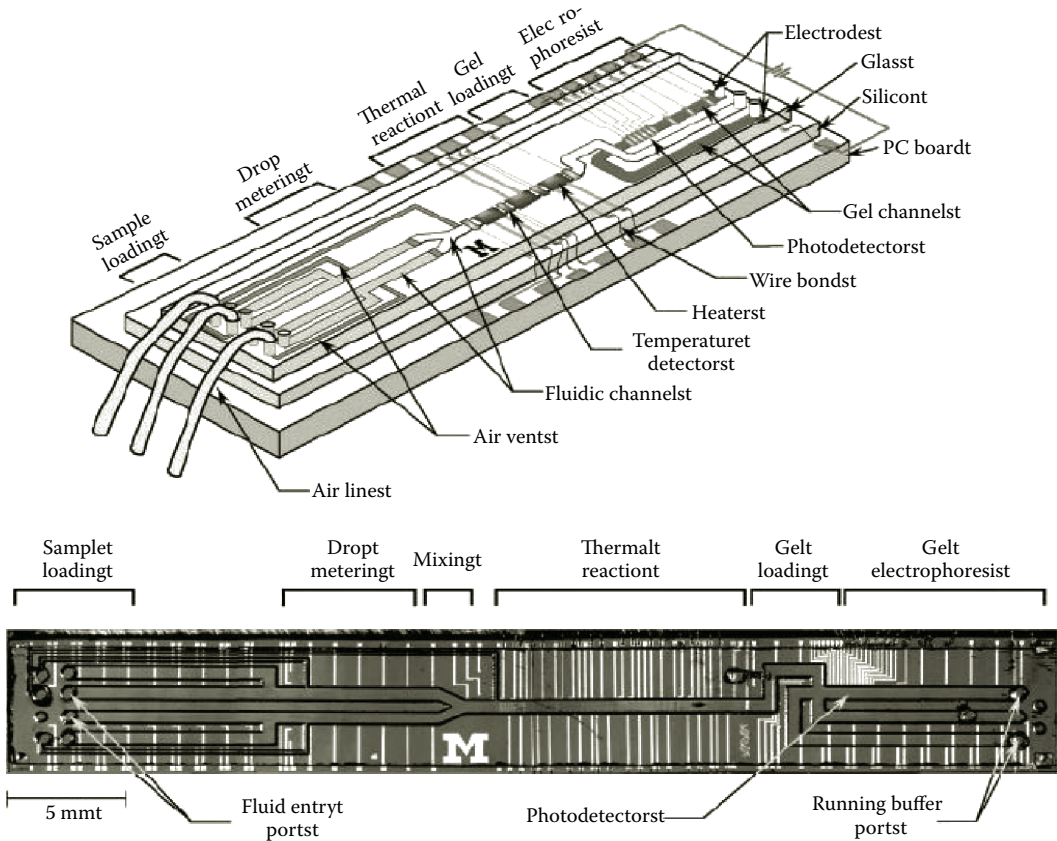 Elec ro-
phoresist
Gel
loadingt
Thermal
reactiont
Drop
meteringt
Sample
loadingt
Electrodest
Glasst
Silicont
PC boardt
Gel channelst
Photodetectorst
Wire bondst
Heaterst
Temperaturet
detectorst
Fluidic channelst
Air ventst
Air linest
M
Samplet
loadingt
Dropt
meteringt
Mixingt
Thermalt
reactiont
Gelt
loadingt
Gelt
electrophoresist
M
5 mmt
Fluid entryt
portst
Photodetectorst
Running buffer
portst